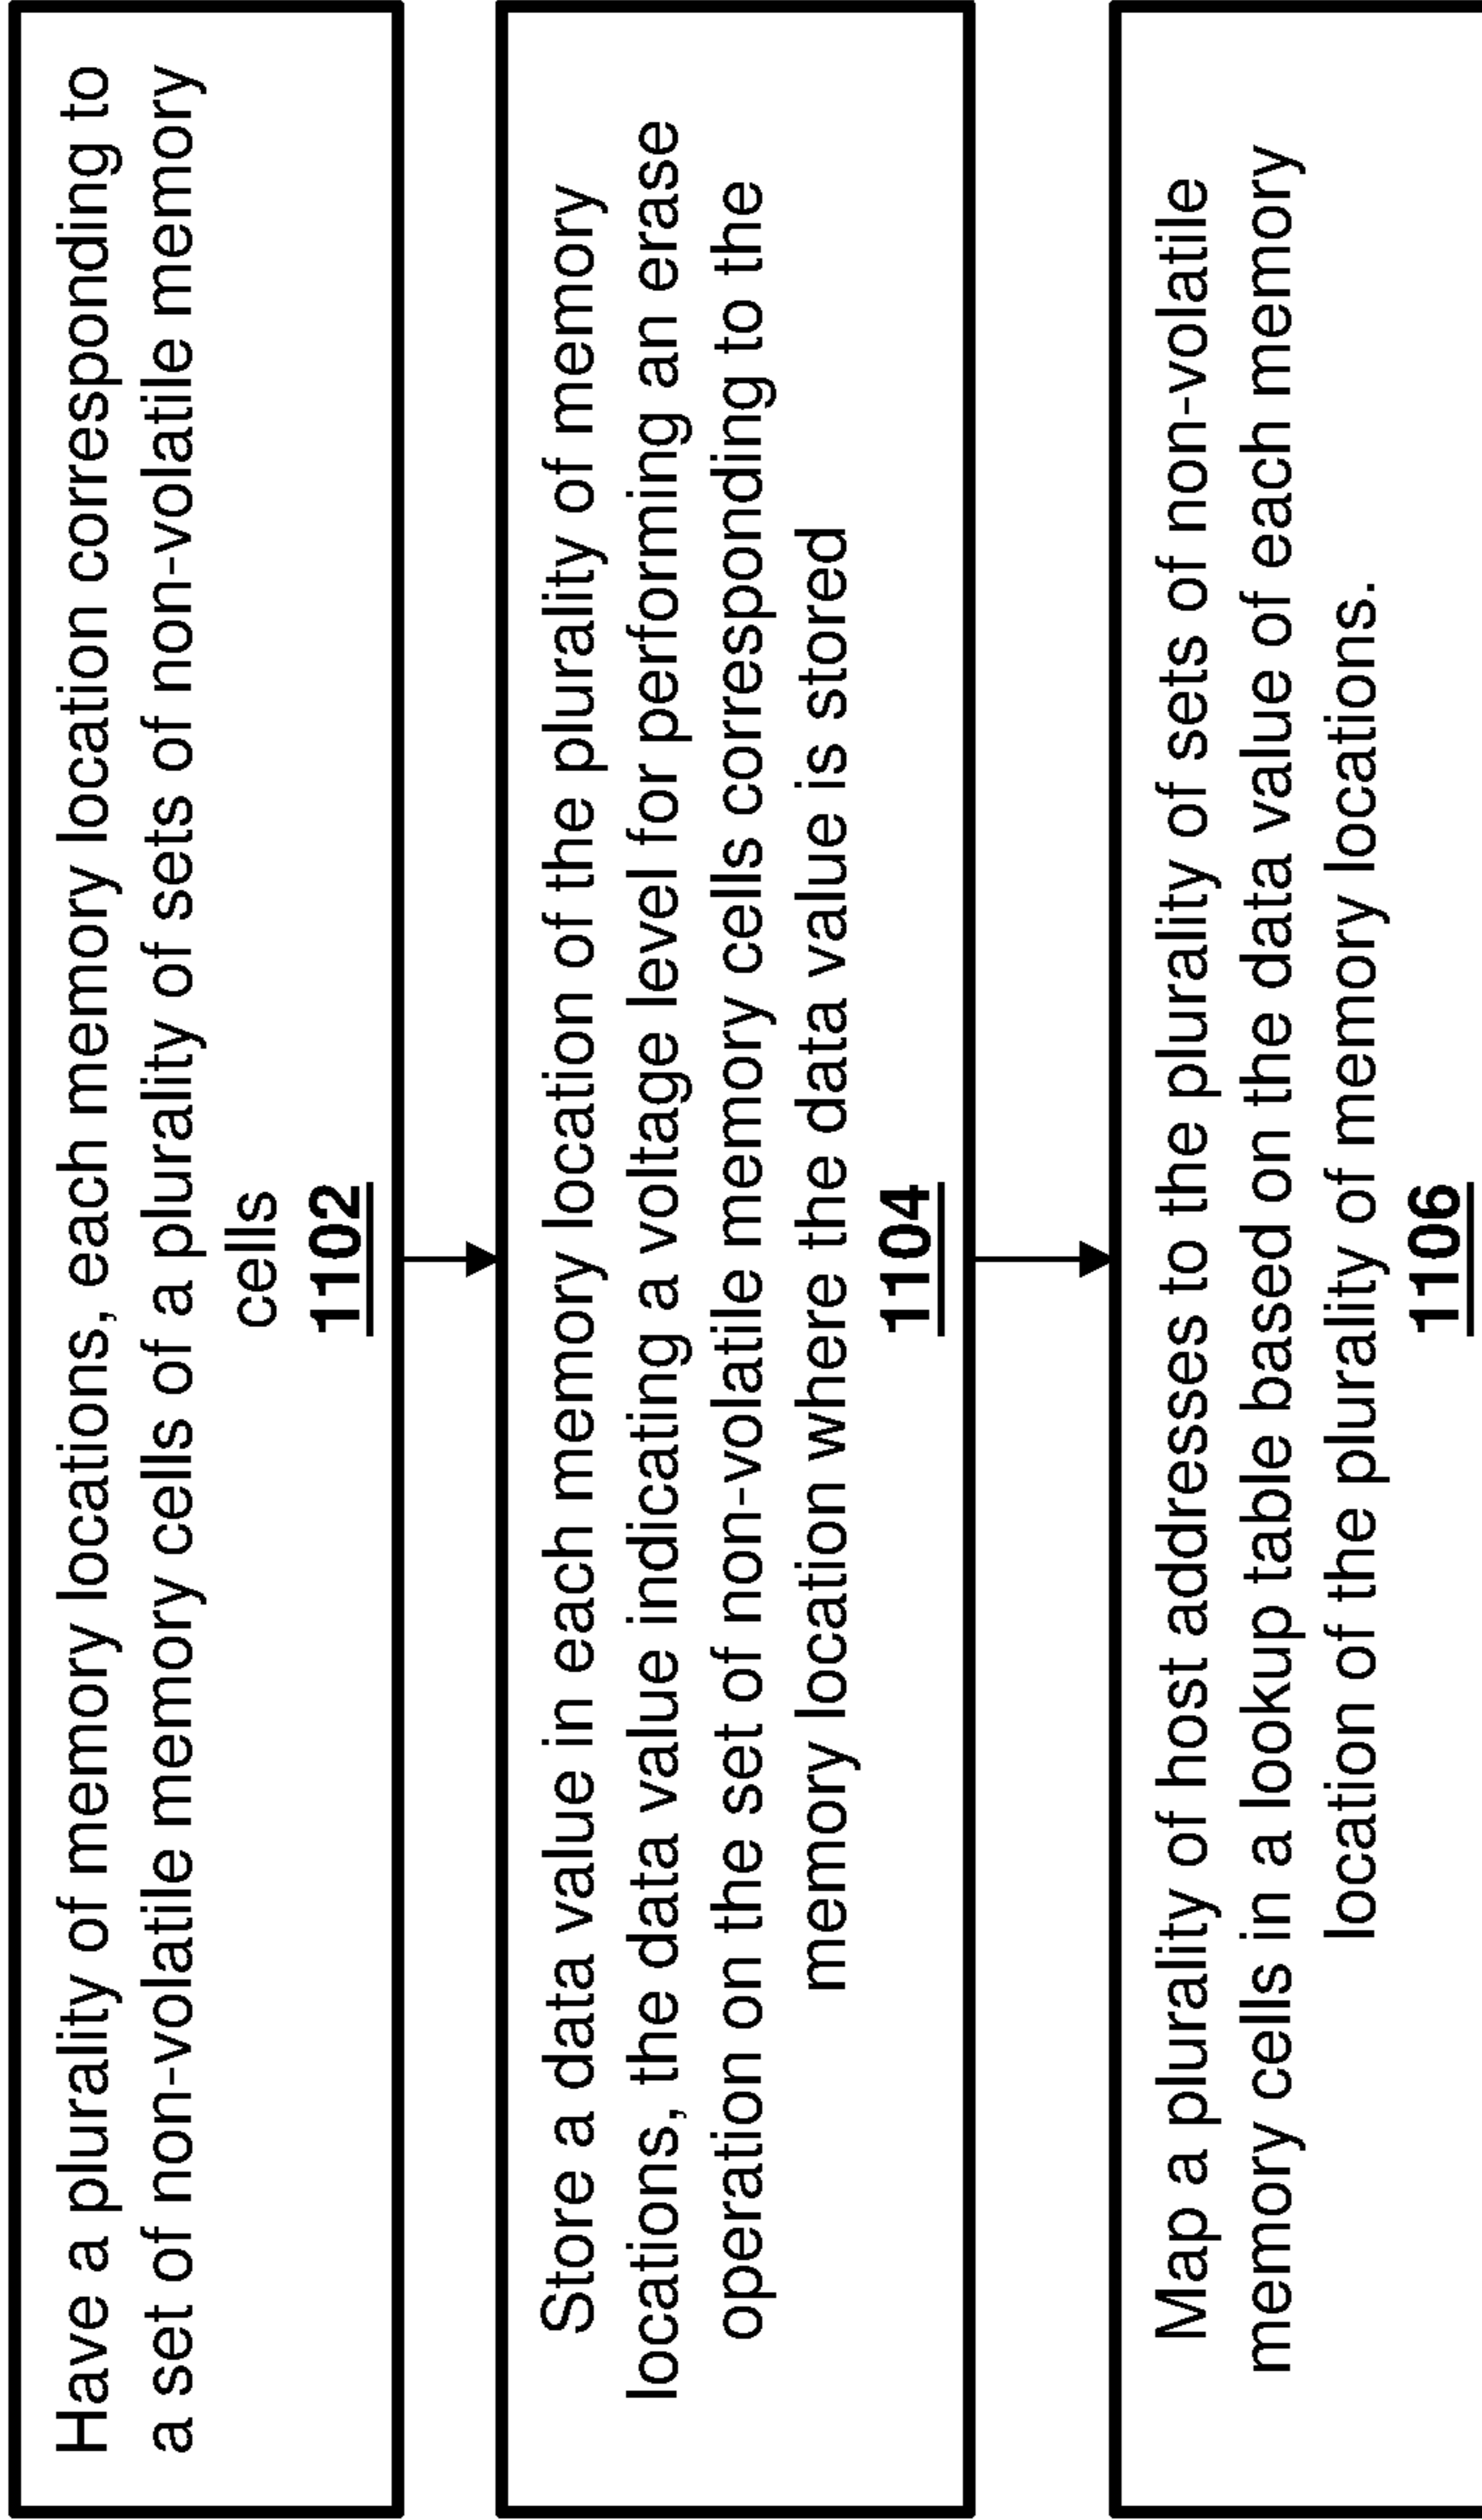 Have a plurality of memory locations, each memory location corresponding to
a set of non-volatile memory cells of a plurality of sets of non-volatile memory
cells
1102
Store a data value in each memory location of the plurality of memory
locations, the data value indicating a voltage level for performing an erase
operation on the set of non-volatile memory cells corresponding to the
memory location where the data value is stored
1104
Map a plurality of host addresses to the plurality of sets of non-volatile
memory cells in a lookup table based on the data value of each memory
location of the plurality of memory locations.
1106